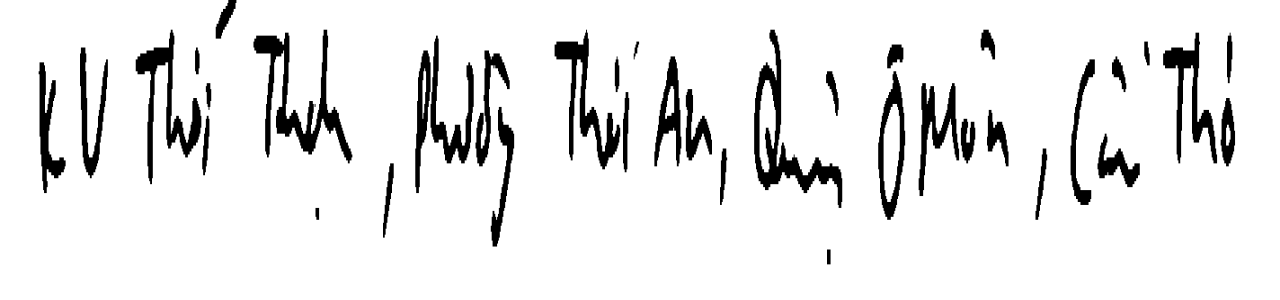 KV Thới Thạnh, Phường Thới An, Quận Ô Môn, Cần Thơ